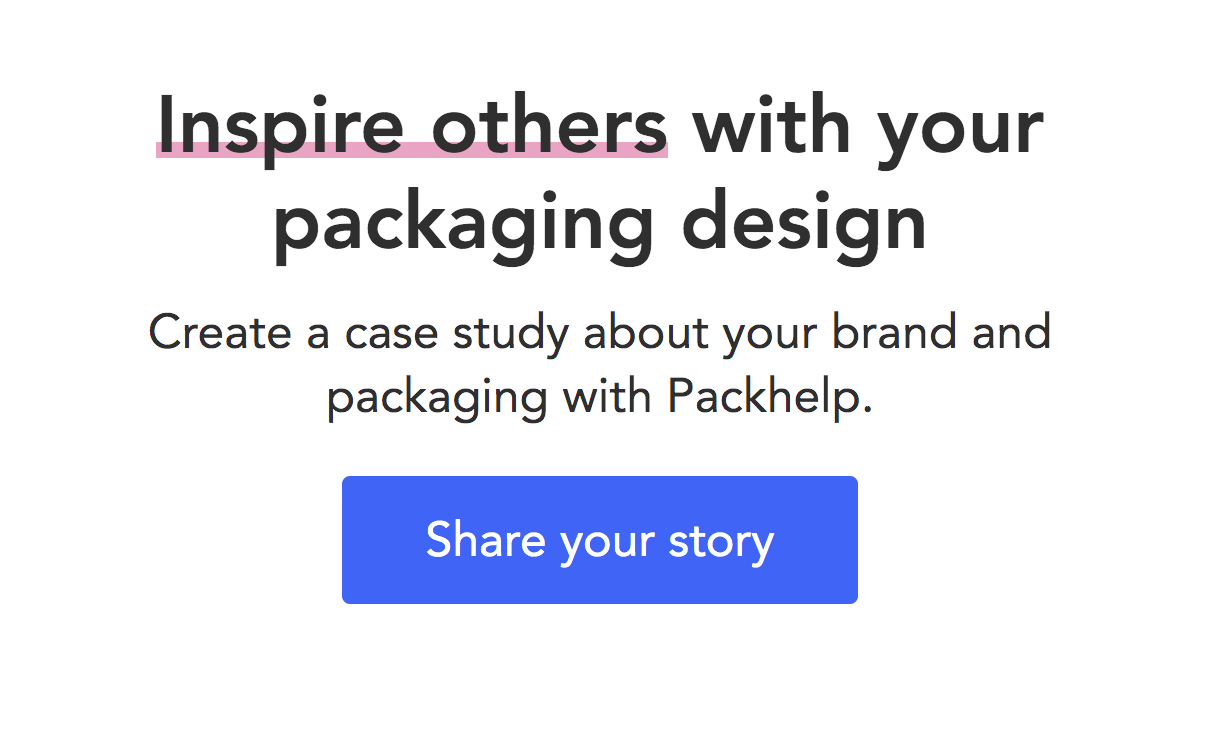 Inspire others with your
packaging design
Create a case study about your brand and
packaging with Packhelp.
Share your story